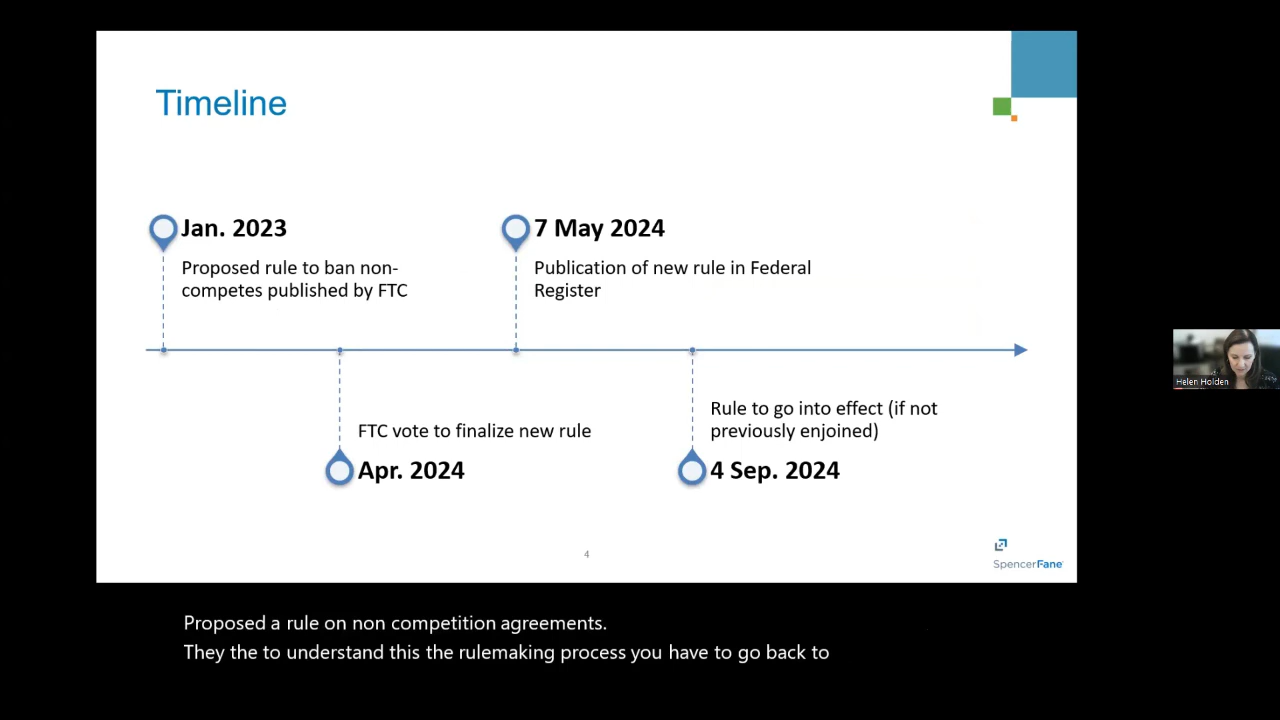 Timeline
Jan. 2023
Proposed rule to ban non-
competes published by FTC
7 May 2024
Publication of new rule in Federal
Register
FTC vote to finalize new rule
Apr. 2024
Rule to go into effect (if not
previously enjoined)
4 Sep. 2024
4
SpencerFane
Helen Holden
Proposed a rule on non competition agreements.
They the to understand this the rulemaking process you have to go back to